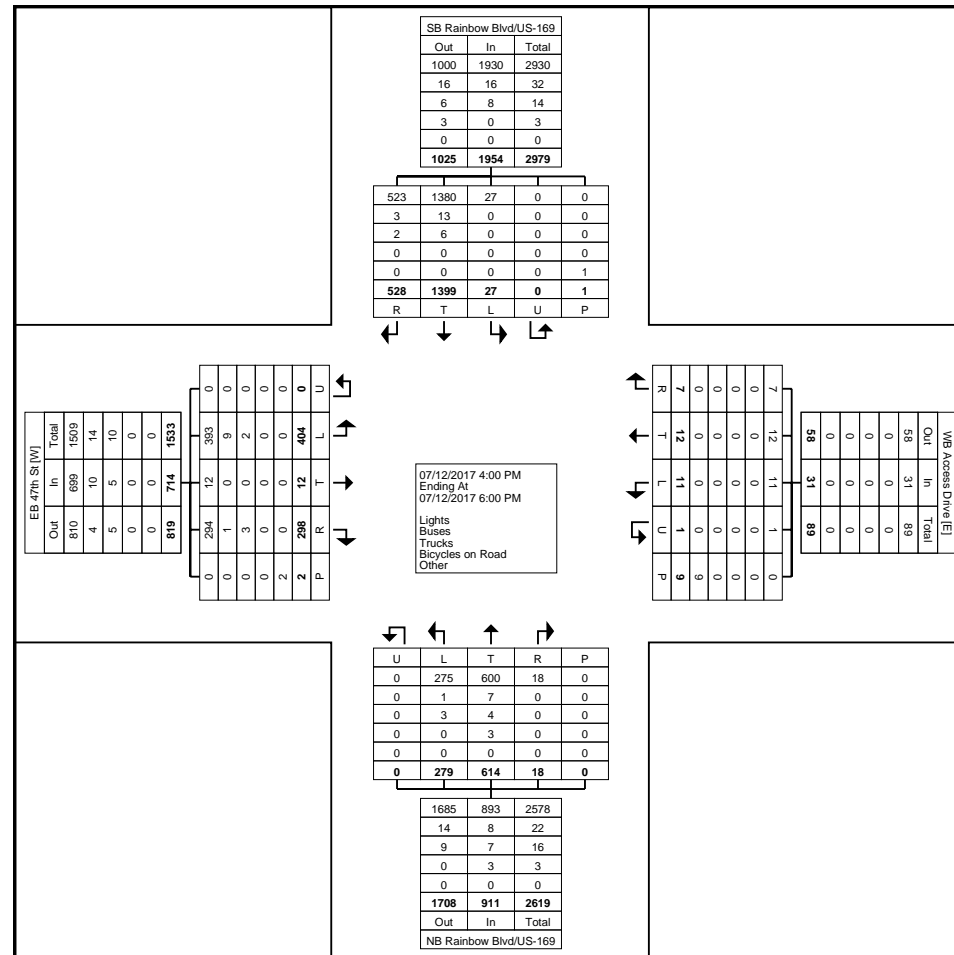 SB Rainbow Blvd/US-169
Out In Total
1000 1930 2930
16 16 32
6 8 14
3 0 3
0 0 0
1025 1954 2979
523 1380 27 0 0
3 13 0 0 0
2 6 0 0 0
0 0 0 0 0
0 0 0 0 1
528 1399 27 0 1
R T L U P
EB 47th St [W]
Out In Total
810 699 1509
4 10 14
5 5 10
0 0 0
0 0 0
819 714 1533
0 294 12 393 0
0 1 0 9 0
0 3 0 2 0
0 0 0 0 0
2 0 0 0 0
2 298 12 404 0
P R T L U
07/12/2017 4:00 PM
Ending At
07/12/2017 6:00 PM
Lights
Buses
Trucks
Bicycles on Road
Other
WB Access Drive [E]
Out In Total
58 31 89
0 0 0
0 0 0
0 0 0
0 0 0
58 31 89
7 12 11 1 0
0 0 0 0 0
0 0 0 0 0
0 0 0 0 0
0 0 0 0 9
7 12 11 1 9
R T L U P
U L T R P
0 275 600 18 0
0 1 7 0 0
0 3 4 0 0
0 0 3 0 0
0 0 0 0 0
0 279 614 18 0
1685 893 2578
14 8 22
9 7 16
0 3 3
0 0 0
1708 911 2619
Out In Total
NB Rainbow Blvd/US-169